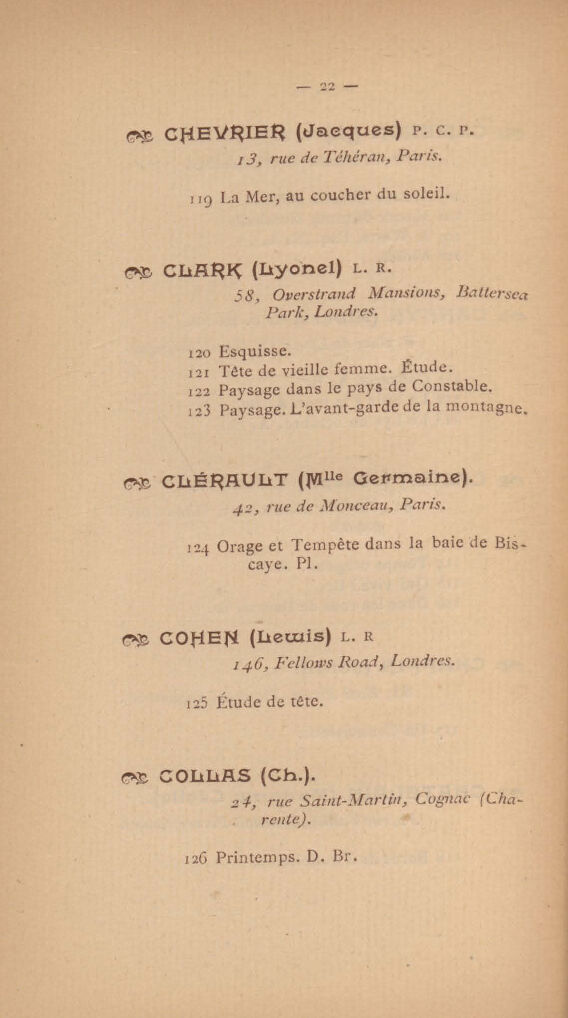 — 22 —
CHEVRIER (Jacques) P. C. P.
13, rue de Téhéran, Paris.
119 La Mer, au coucher du soleil.
CLARK (Lyonel) L. R.
58, Overstrand Mansions, Battersea
Park, Londres.
120 Esquisse.
121 Tête de vieille femme. Étude.
122 Paysage dans le pays de Constable.
123 Paysage. L'avant-garde de la montagne.
CLÉRAULT (Mlle Germaine).
42, rue de Monceau, Paris.
124 Orage et Tempête dans la baie de Bis-
caye. Pl.
COHEN (Lewis) L. R
146, Fellows Road, Londres.
125 Étude de tête.
COLLAS (Ch.).
24, rue Saint-Martin, Cognac (Cha-
rente).
126 Printemps. D. Br.